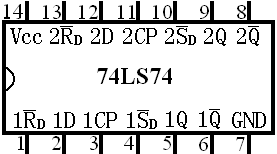 14 13 12 11 10 9 8
Vcc 2R̅D 2D 2CP 2S̅D 2Q 2Q̅
74LS74
1R̅D 1D 1CP 1S̅D 1Q 1Q̅ GND
1 2 3 4 5 6 7